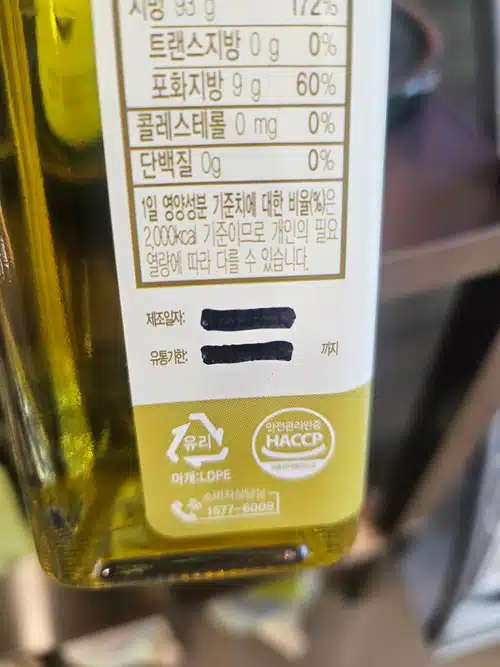 지방 93 g 172%
트랜스지방 0 g 0%
포화지방 9 g 60%
콜레스테롤 0 mg 0%
단백질 0g 0%
1일 영양성분 기준치에 대한 비율(%)은
2,000kcal 기준이므로 개인의 필요
열량에 따라 다를 수 있습니다.
제조일자:
유통기한: 까지
유리
마개:LDPE
안전관리인증
HACCP
소비자상담실
1577-6009